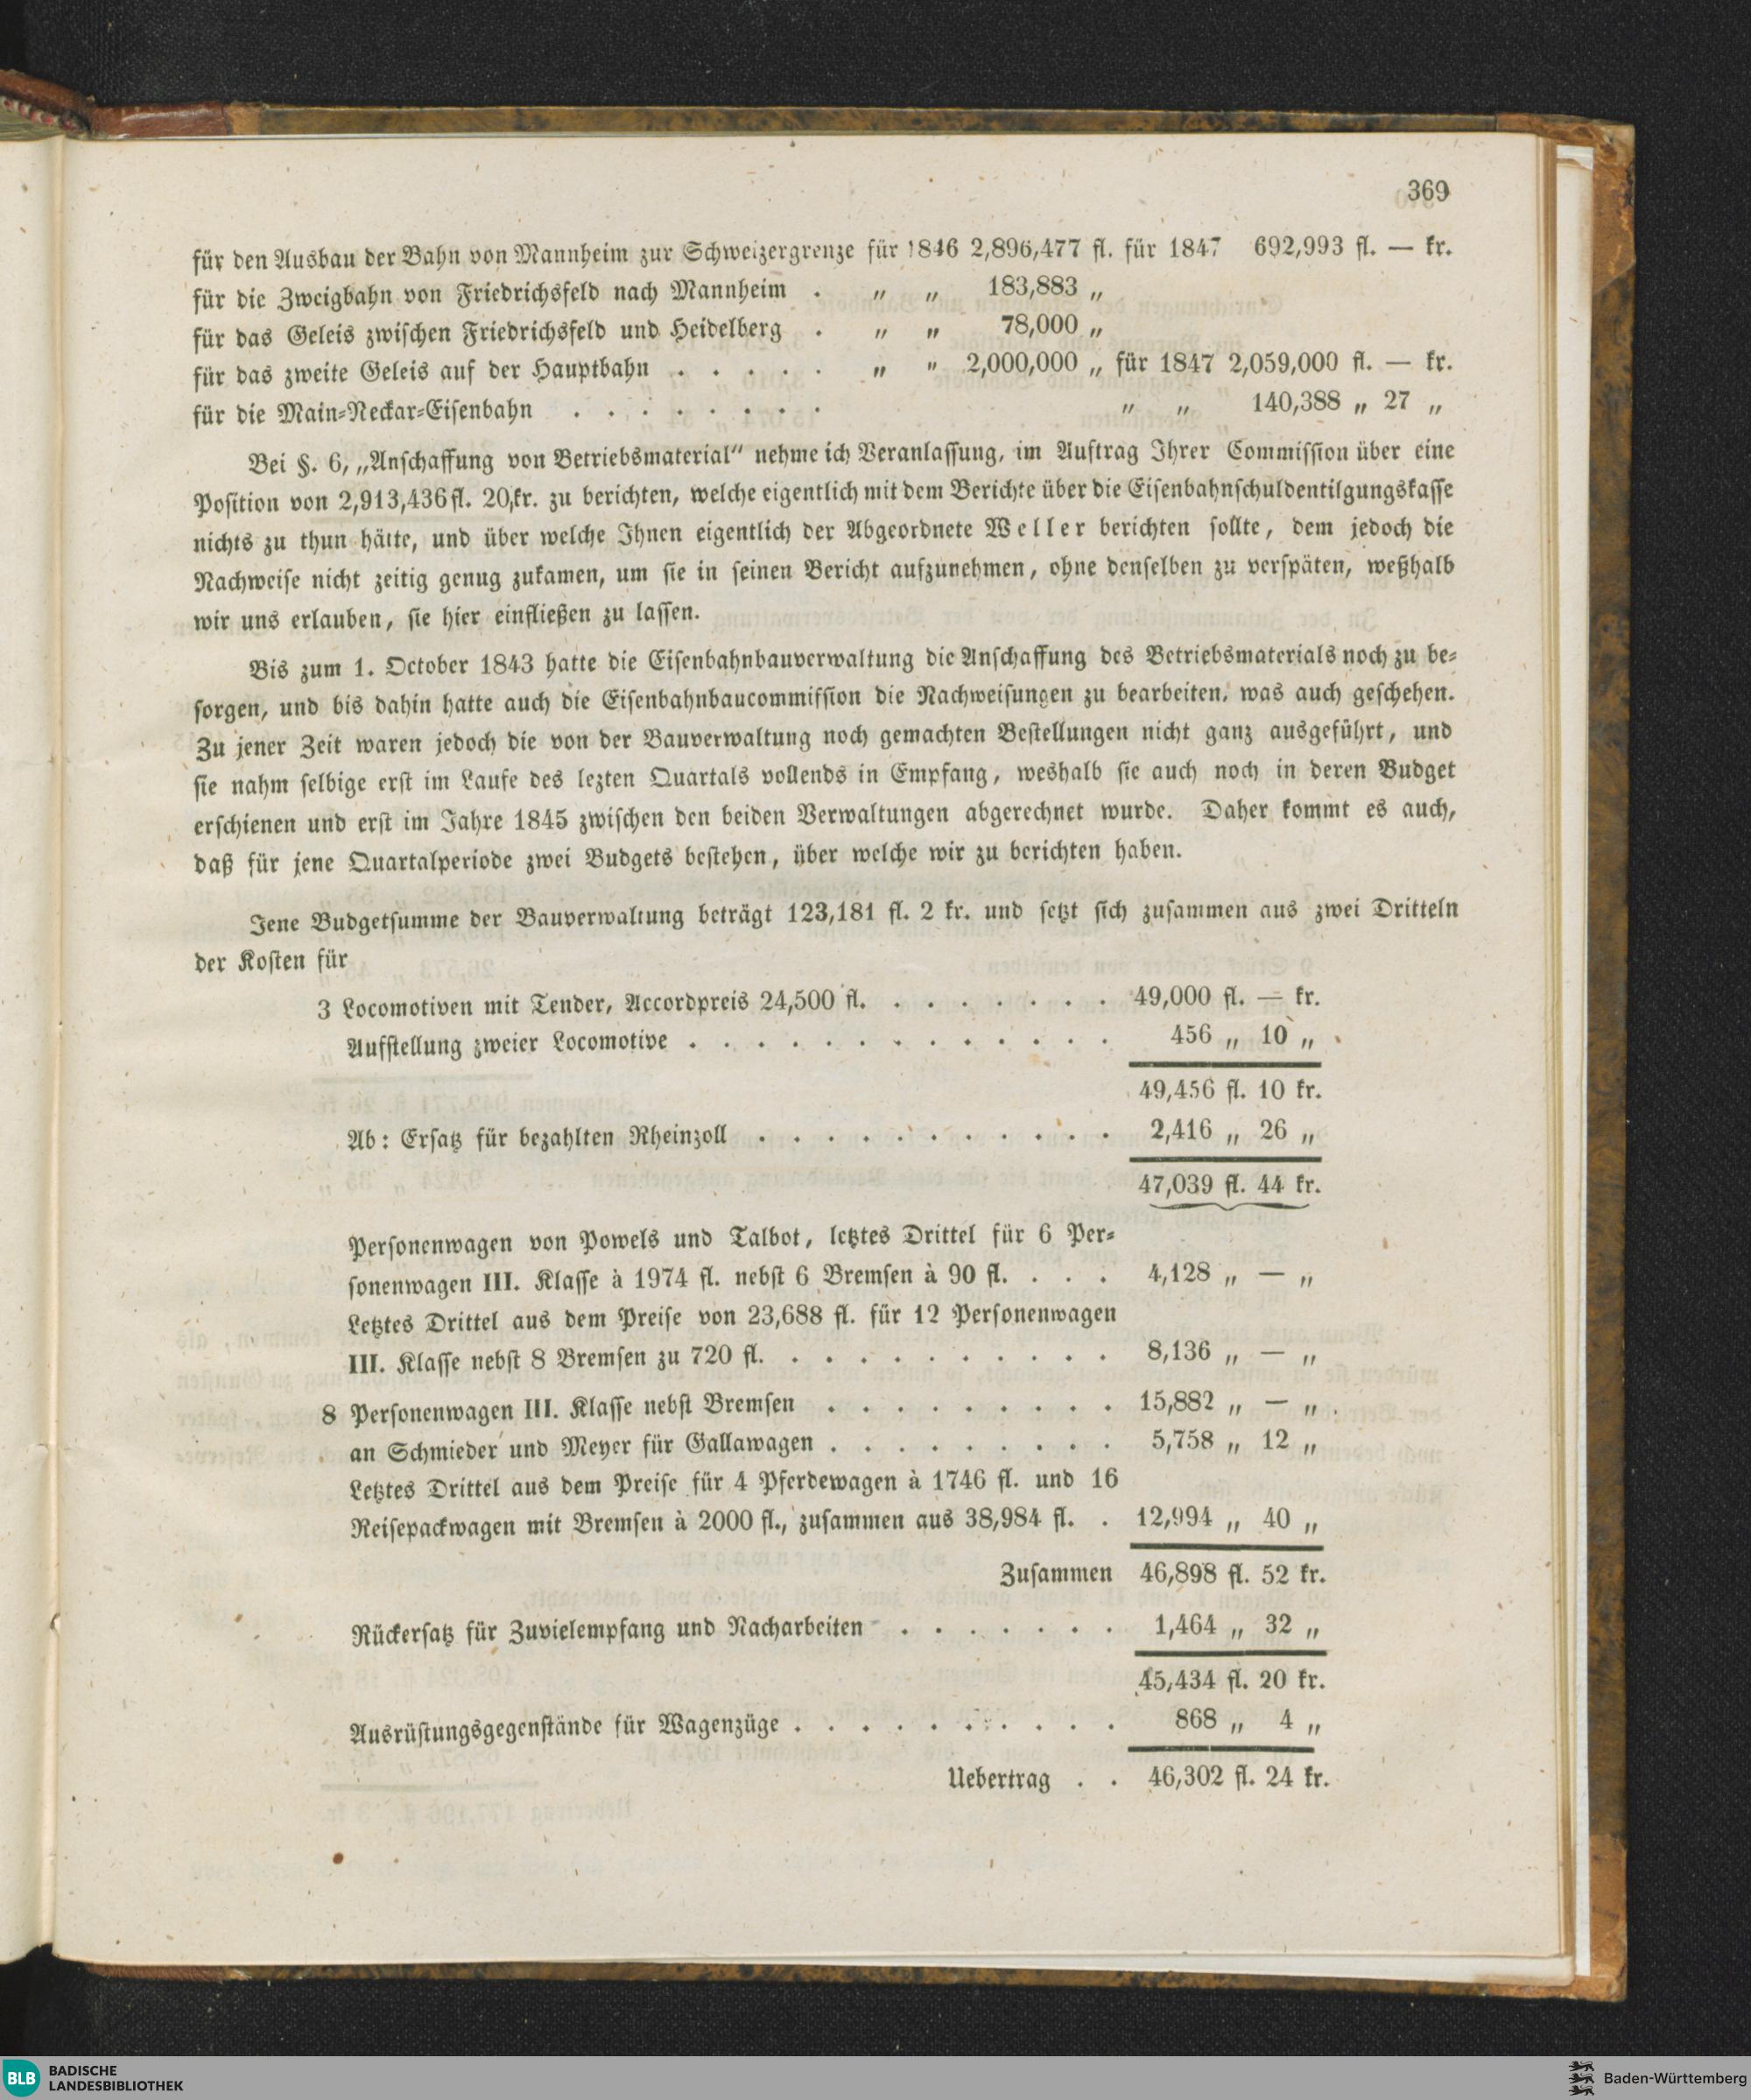 369
für den Ausbau der Bahn von Mannheim zur Schweizergrenze für 1846 2,896,477 fl. für 1847 692,993 fl. — kr.
für die Zweigbahn von Friedrichsfeld nach Mannheim . „ „ 183,883 „
für das Geleis zwischen Friedrichsfeld und Heidelberg . „ „ 78,000 „
für das zweite Geleis auf der Hauptbahn . . . . . „ „ 2,000,000 „ für 1847 2,059,000 fl. — kr.
für die Main-Neckar-Eisenbahn . . . . . . . . „ „ 140,388 „ 27 „
Bei §. 6, „Anschaffung von Betriebsmaterial“ nehme ich Veranlassung, im Auftrag Ihrer Commission über eine
Position von 2,913,436 fl. 20 kr. zu berichten, welche eigentlich mit dem Berichte über die Eisenbahnschuldentilgungskasse
nichts zu thun hätte, und über welche Ihnen eigentlich der Abgeordnete Weller berichten sollte, dem jedoch die
Nachweise nicht zeitig genug zukamen, um sie in seinen Bericht aufzunehmen, ohne denselben zu verspäten, weßhalb
wir uns erlauben, sie hier einfließen zu lassen.
Bis zum 1. October 1843 hatte die Eisenbahnbauverwaltung die Anschaffung des Betriebsmaterials noch zu be-
sorgen, und bis dahin hatte auch die Eisenbahnbaucommission die Nachweisungen zu bearbeiten, was auch geschehen.
Zu jener Zeit waren jedoch die von der Bauverwaltung noch gemachten Bestellungen nicht ganz ausgeführt, und
sie nahm selbige erst im Laufe des lezten Quartals vollends in Empfang, weshalb sie auch noch in deren Budget
erschienen und erst im Jahre 1845 zwischen den beiden Verwaltungen abgerechnet wurde. Daher kommt es auch,
daß für jene Quartalperiode zwei Budgets bestehen, über welche wir zu berichten haben.
Jene Budgetsumme der Bauverwaltung beträgt 123,181 fl. 2 kr. und setzt sich zusammen aus zwei Dritteln
der Kosten für
3 Locomotiven mit Tender, Accordpreis 24,500 fl. . . . . . . . 49,000 fl. — kr.
Aufstellung zweier Locomotive . . . . . . . . . . . . . 456 „ 10 „
49,456 fl. 10 kr.
Ab: Ersatz für bezahlten Rheinzoll . . . . . . . . . . . 2,416 „ 26 „
47,039 fl. 44 kr.
Personenwagen von Powels und Talbot, letztes Drittel für 6 Per-
sonenwagen III. Klasse à 1974 fl. nebst 6 Bremsen à 90 fl. . . . 4,128 „ — „
Letztes Drittel aus dem Preise von 23,688 fl. für 12 Personenwagen
III. Klasse nebst 8 Bremsen zu 720 fl. . . . . . . . . . . 8,136 „ — „
8 Personenwagen III. Klasse nebst Bremsen . . . . . . . . . 15,882 „ — „
an Schmieder und Meyer für Gallawagen . . . . . . . . . 5,758 „ 12 „
Letztes Drittel aus dem Preise für 4 Pferdewagen à 1746 fl. und 16
Reisepackwagen mit Bremsen à 2000 fl., zusammen aus 38,984 fl. . 12,994 „ 40 „
Zusammen 46,898 fl. 52 kr.
Rückersatz für Zuvielempfang und Nacharbeiten . . . . . . . 1,464 „ 32 „
45,434 fl. 20 kr.
Ausrüstungsgegenstände für Wagenzüge . . . . . . . . . . 868 „ 4 „
Uebertrag . . 46,302 fl. 24 kr.
BLB BADISCHE
LANDESBIBLIOTHEK
Baden-Württemberg